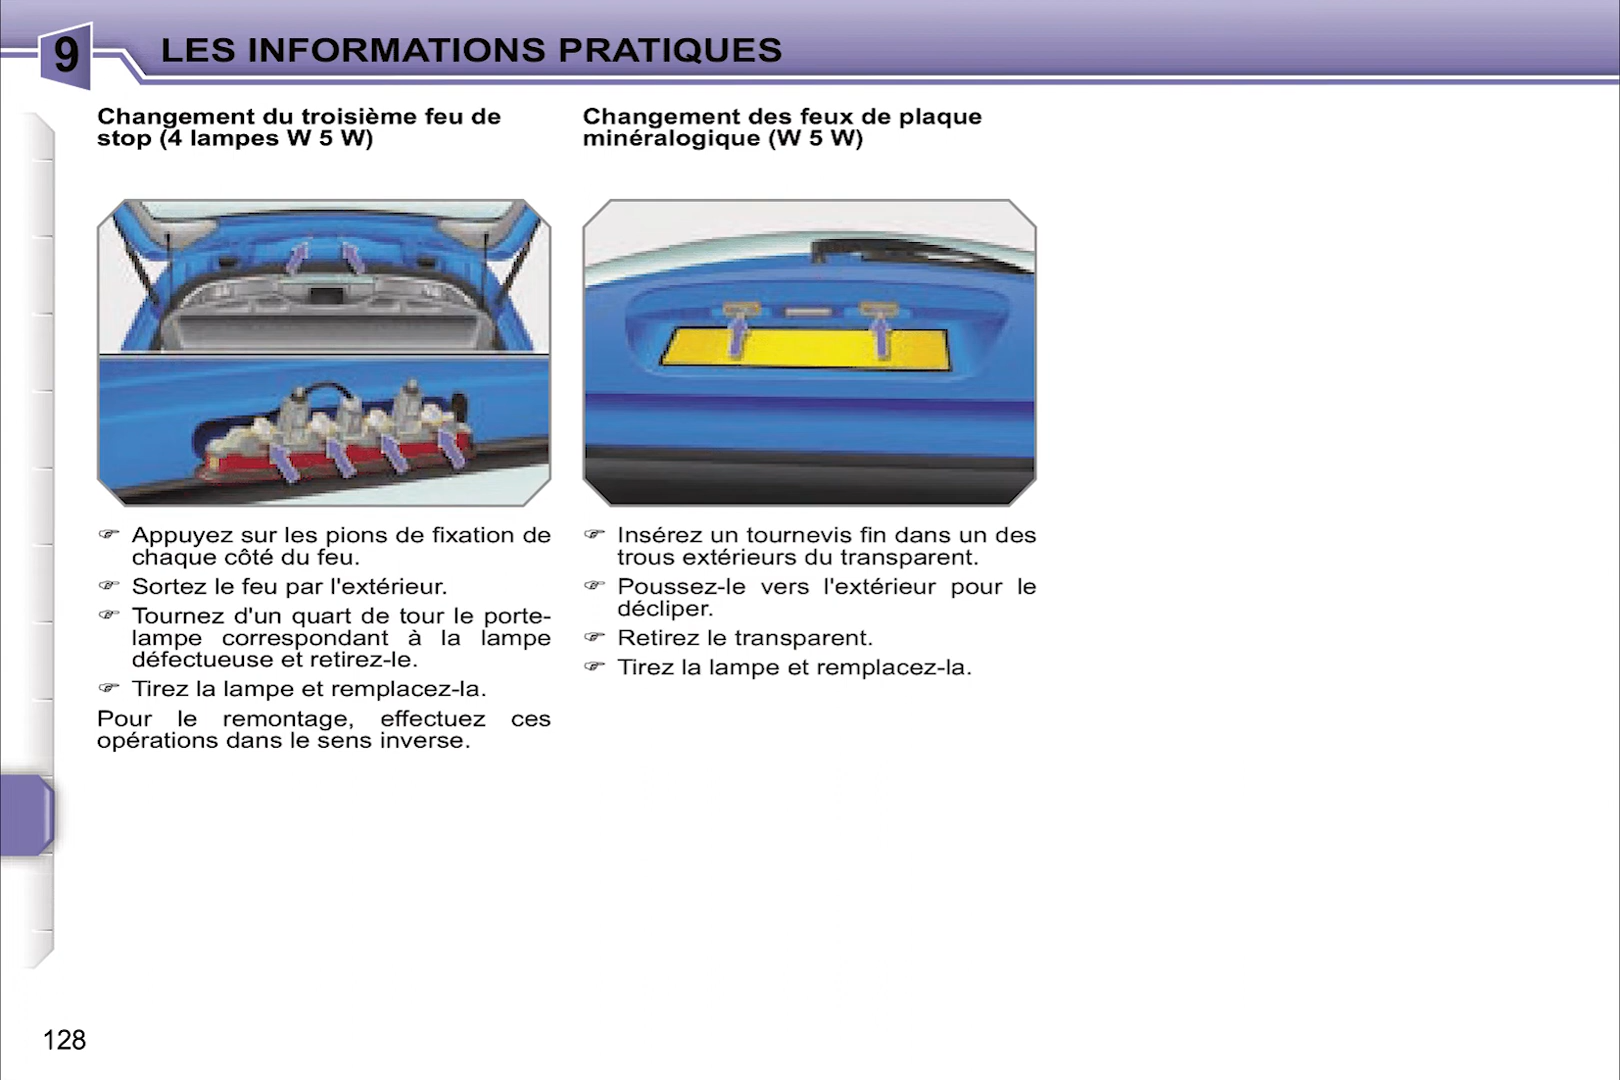 9 LES INFORMATIONS PRATIQUES
Changement du troisième feu de
stop (4 lampes W 5 W)
☞ Appuyez sur les pions de fixation de
chaque côté du feu.
☞ Sortez le feu par l'extérieur.
☞ Tournez d'un quart de tour le porte-
lampe correspondant à la lampe
défectueuse et retirez-le.
☞ Tirez la lampe et remplacez-la.
Pour le remontage, effectuez ces
opérations dans le sens inverse.
Changement des feux de plaque
minéralogique (W 5 W)
☞ Insérez un tournevis fin dans un des
trous extérieurs du transparent.
☞ Poussez-le vers l'extérieur pour le
décliper.
☞ Retirez le transparent.
☞ Tirez la lampe et remplacez-la.
128